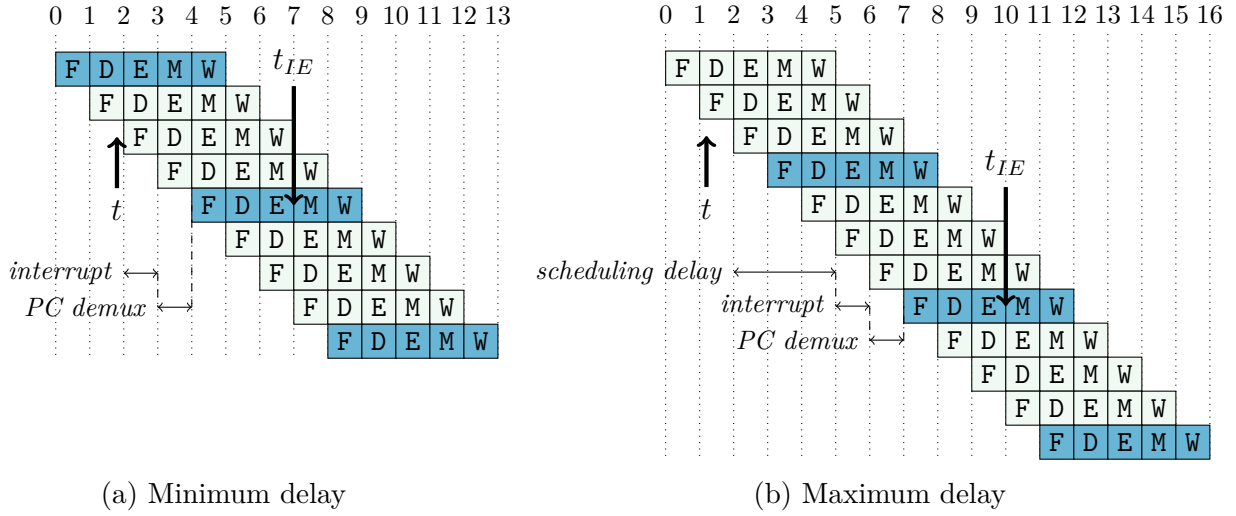 0 1 2 3 4 5 6 7 8 9 10 11 12 13
F D E M W
t_IE
F D E M W
F D E M W
F D E M W
t
F D E M W
F D E M W
interrupt
F D E M W
PC demux
F D E M W
F D E M W
(a) Minimum delay
0 1 2 3 4 5 6 7 8 9 10 11 12 13 14 15 16
F D E M W
F D E M W
F D E M W
F D E M W
t_IE
t
F D E M W
F D E M W
scheduling delay
F D E M W
interrupt
F D E M W
PC demux
F D E M W
F D E M W
F D E M W
F D E M W
(b) Maximum delay